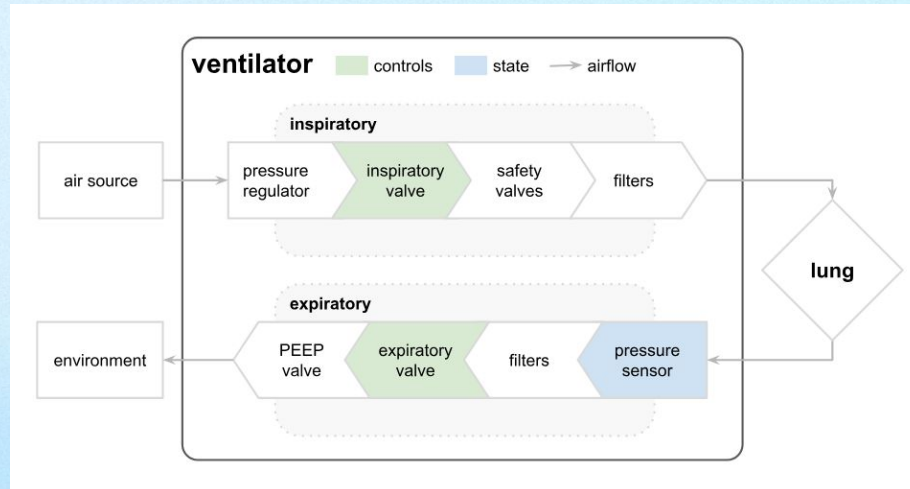 ventilator
controls
state
airflow
inspiratory
air source
pressure
regulator
inspiratory
valve
safety
valves
filters
lung
expiratory
environment
PEEP
valve
expiratory
valve
filters
pressure
sensor